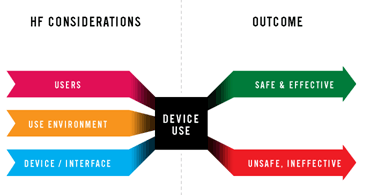 HF CONSIDERATIONS
OUTCOME
USERS
USE ENVIRONMENT
DEVICE / INTERFACE
DEVICE
USE
SAFE & EFFECTIVE
UNSAFE, INEFFECTIVE